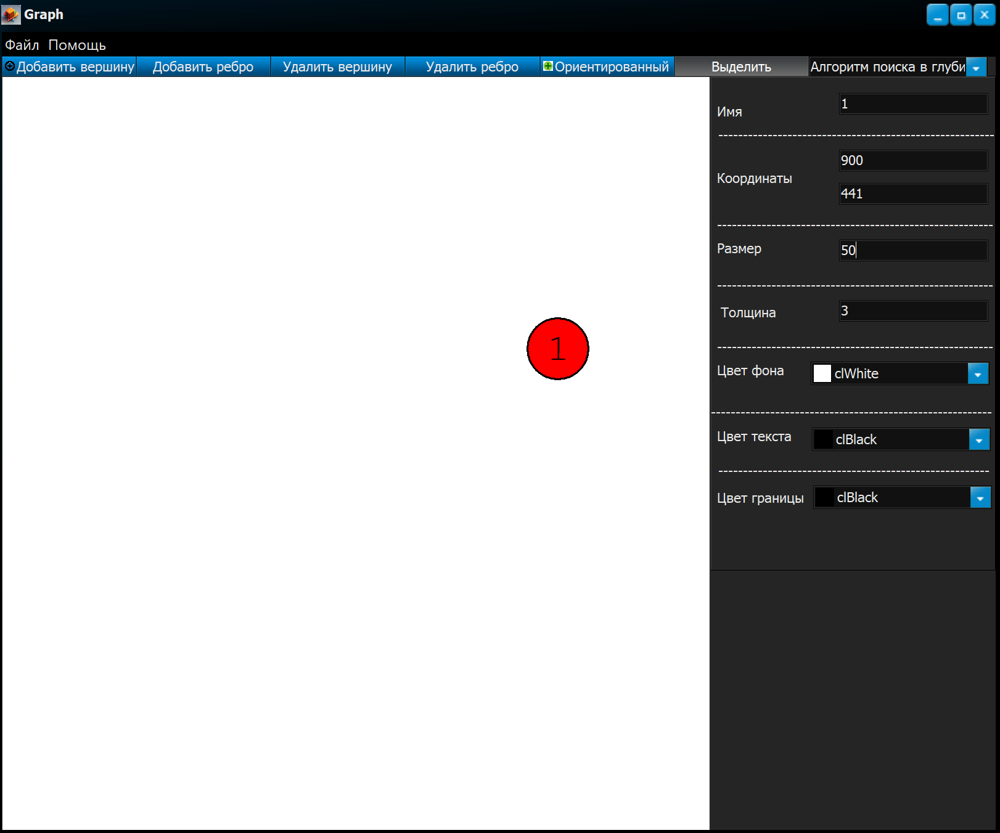 Graph
Файл Помощь
Добавить вершину Добавить ребро Удалить вершину Удалить ребро Ориентированный Выделить Алгоритм поиска в глуби
Имя 1
Координаты 900
441
Размер 50
1
Толщина 3
Цвет фона clWhite
Цвет текста clBlack
Цвет границы clBlack